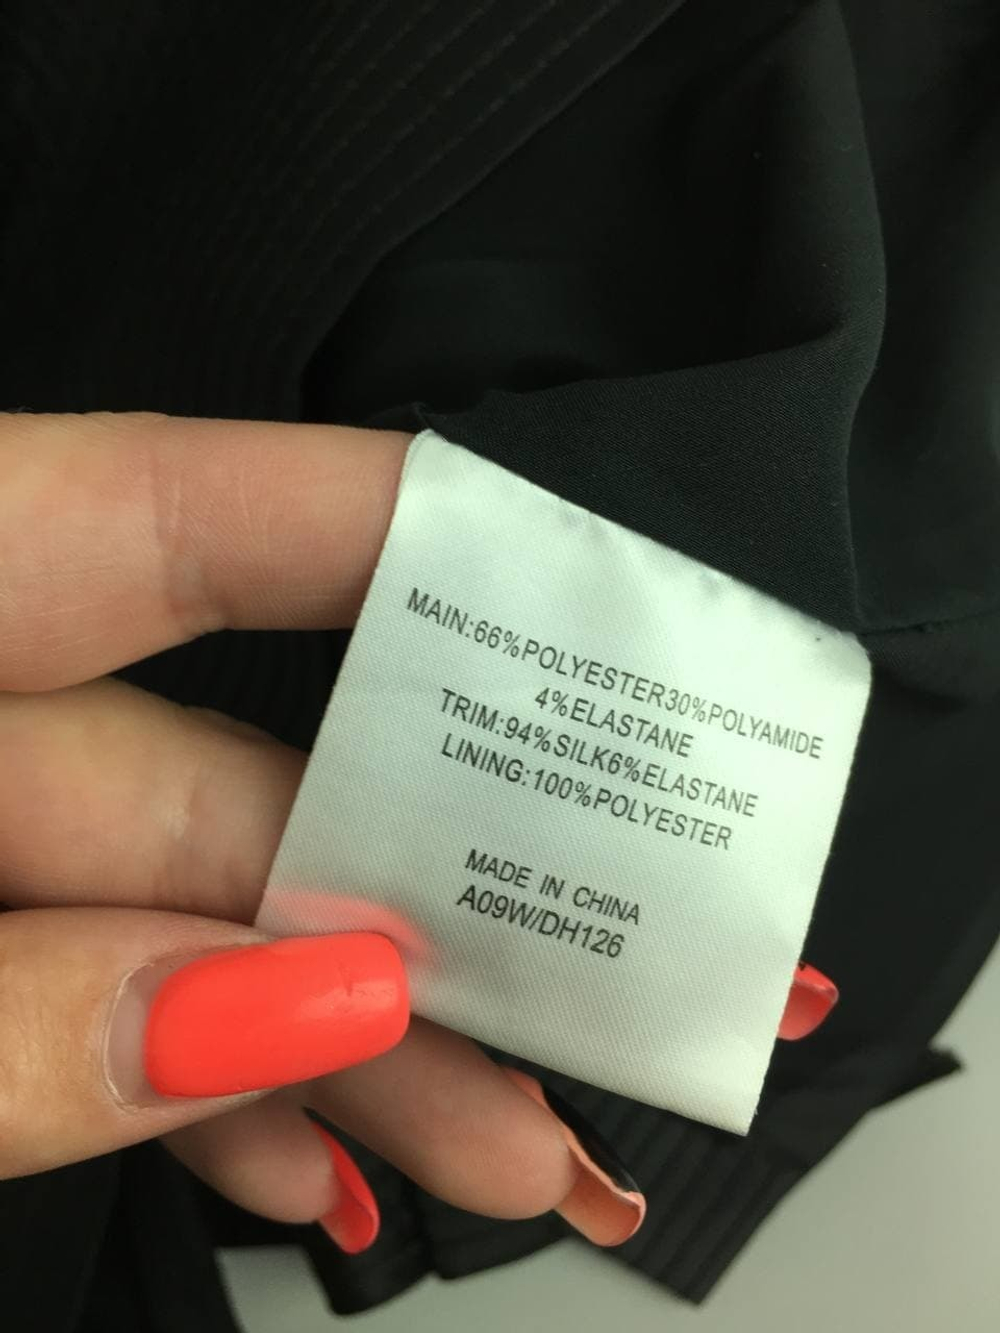 MAIN:66%POLYESTER30%POLYAMIDE
4%ELASTANE
TRIM:94%SILK6%ELASTANE
LINING:100%POLYESTER
MADE IN CHINA
A09W/DH126